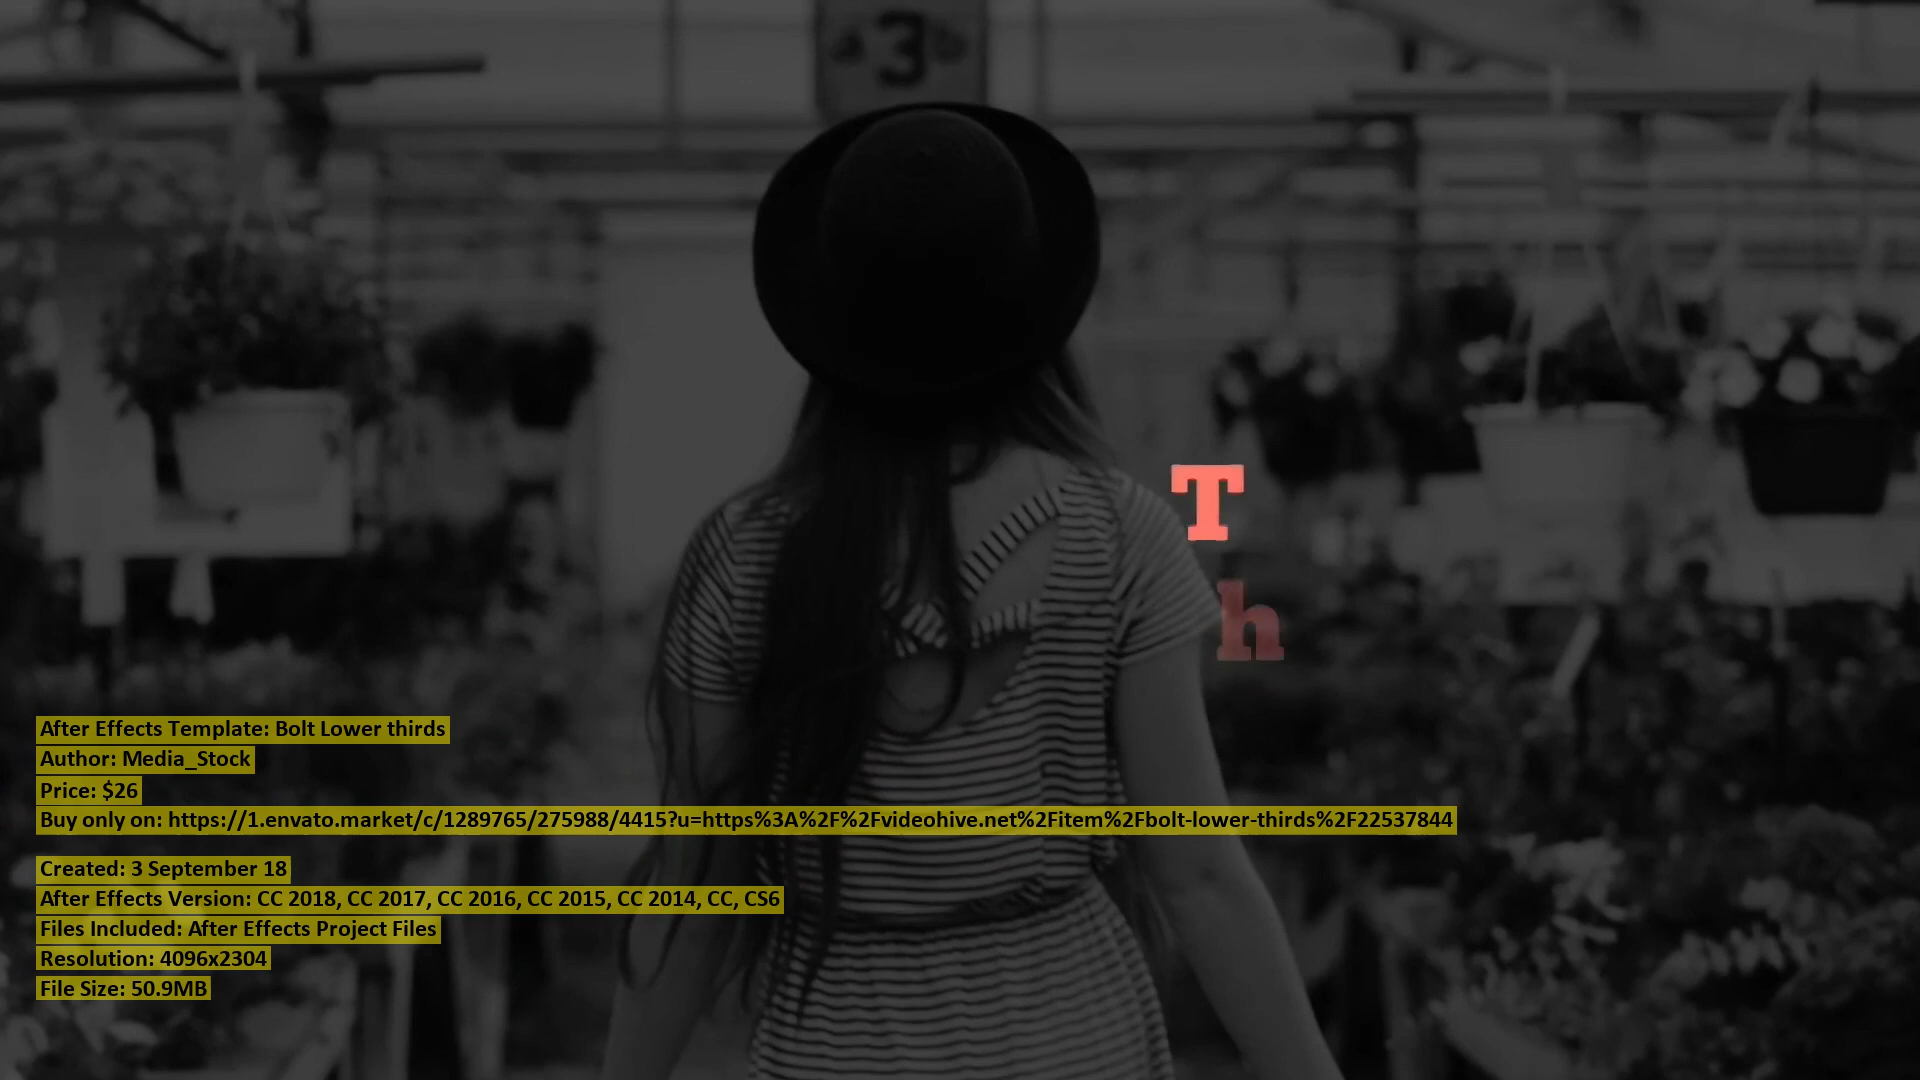 3
T
h
After Effects Template: Bolt Lower thirds
Author: Media_Stock
Price: $26
Buy only on: https://1.envato.market/c/1289765/275988/4415?u=https%3A%2F%2Fvideohive.net%2Fitem%2Fbolt-lower-thirds%2F22537844
Created: 3 September 18
After Effects Version: CC 2018, CC 2017, CC 2016, CC 2015, CC 2014, CC, CS6
Files Included: After Effects Project Files
Resolution: 4096x2304
File Size: 50.9MB